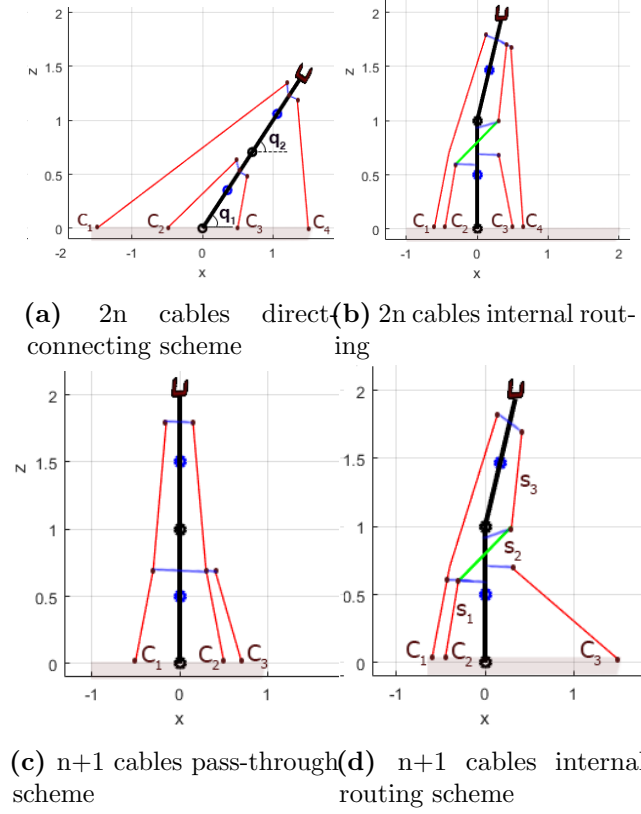 2
1.5
1
0.5
0
z
-2
-1
0
1
2
x
C1
C2
C3
C4
q1
q2
2
1.5
1
0.5
0
z
-1
0
1
2
x
C1
C2
C3
C4
(a) 2n cables direct-
connecting scheme
(b) 2n cables internal rout-
ing
2
1.5
1
0.5
0
z
-1
0
1
x
C1
C2
C3
2
1.5
1
0.5
0
-1
0
1
x
C1
C2
C3
s1
s2
s3
(c) n+1 cables pass-through
scheme
(d) n+1 cables internal
routing scheme